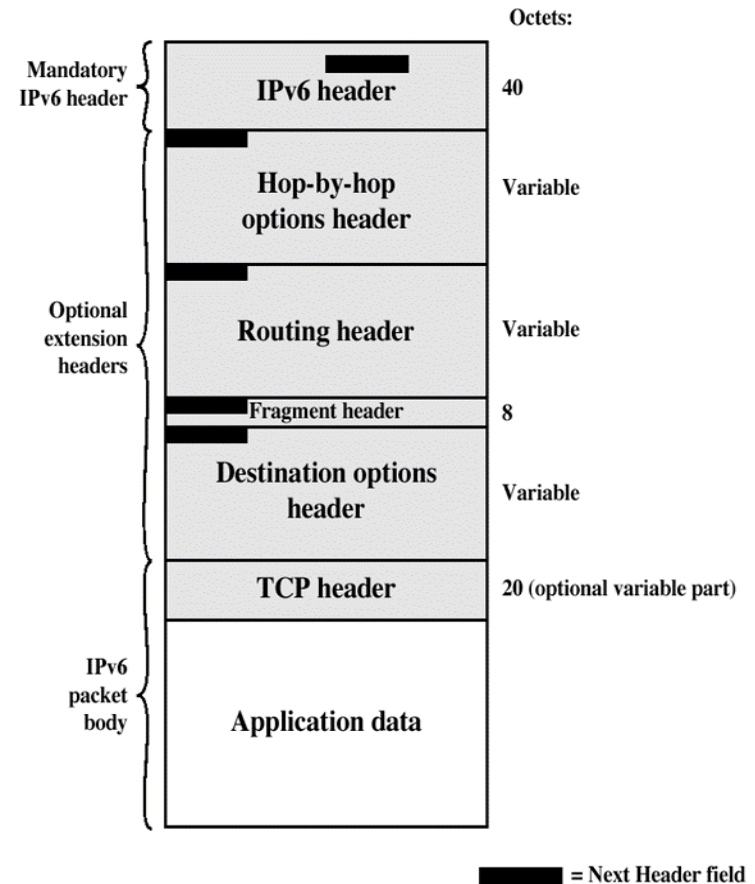 Octets:
Mandatory
IPv6 header
IPv6 header
40
Hop-by-hop
options header
Variable
Optional
extension
headers
Routing header
Variable
Fragment header
8
Destination options
header
Variable
TCP header
20 (optional variable part)
IPv6
packet
body
Application data
= Next Header field